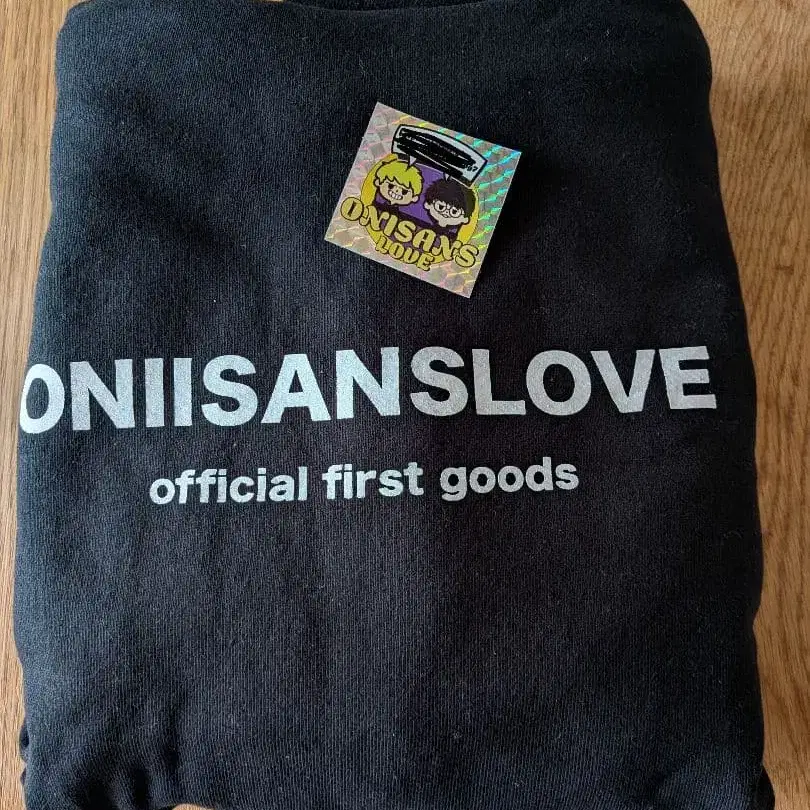 ONISANS
LOVE
ONIISANSLOVE
official first goods